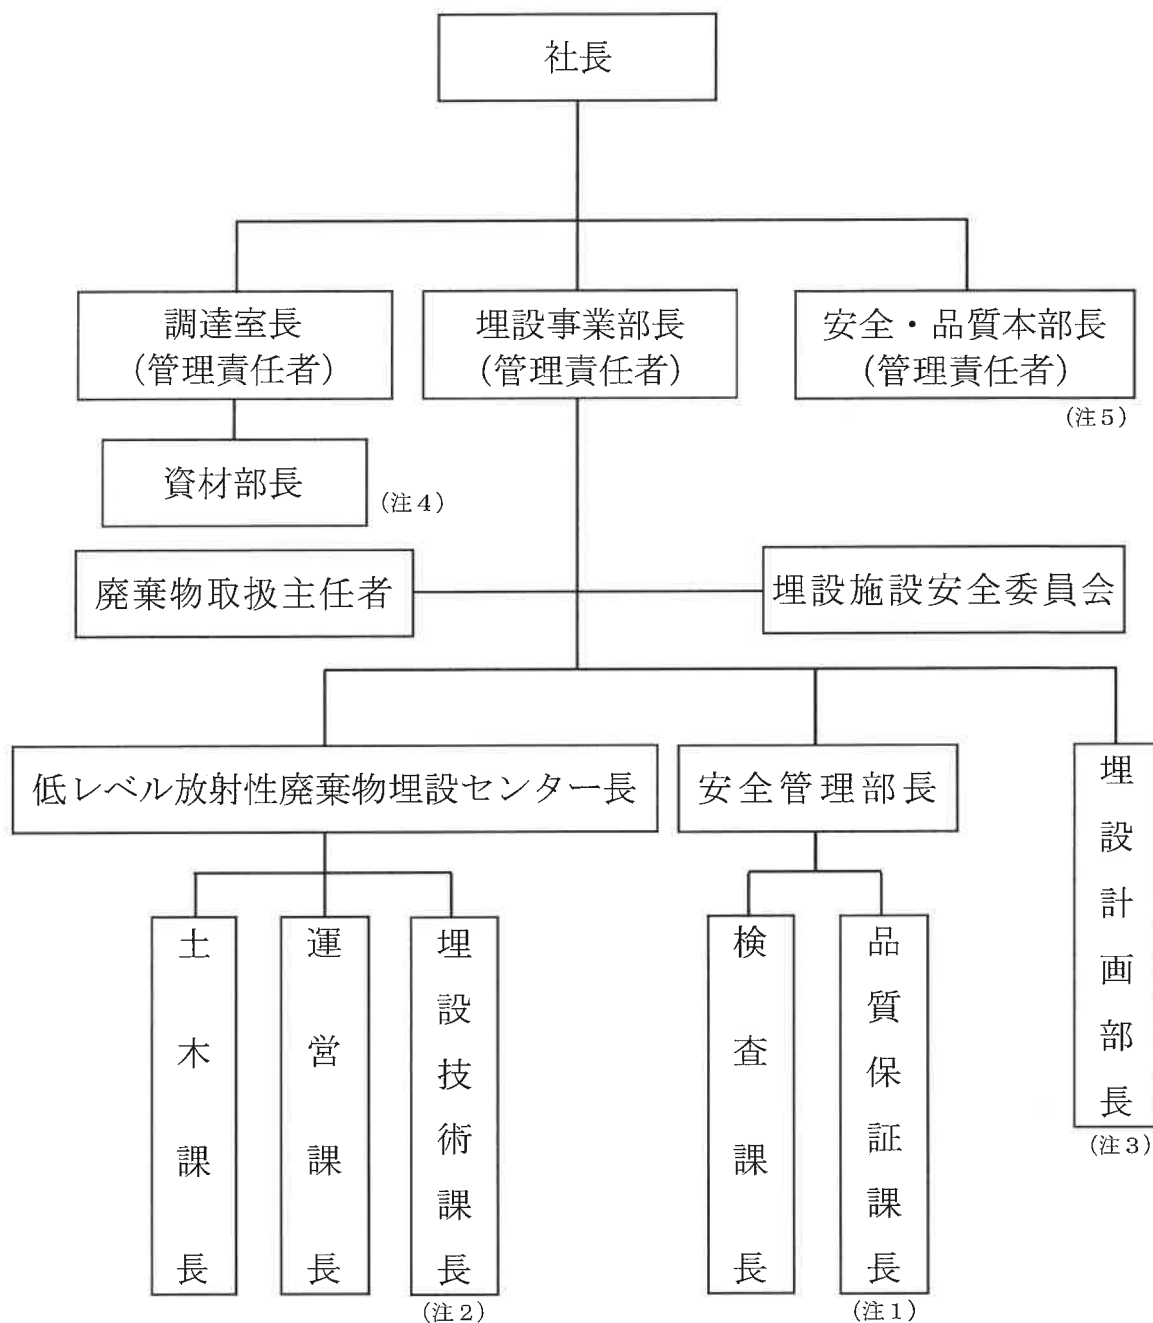 社長
調達室長
(管理責任者)
埋設事業部長
(管理責任者)
安全・品質本部長
(管理責任者)
(注5)
資材部長
(注4)
廃棄物取扱主任者
埋設施設安全委員会
低レベル放射性廃棄物埋設センター長
安全管理部長
埋設計画部長
(注3)
土木課長
運営課長
埋設技術課長
(注2)
検査課長
品質保証課長
(注1)